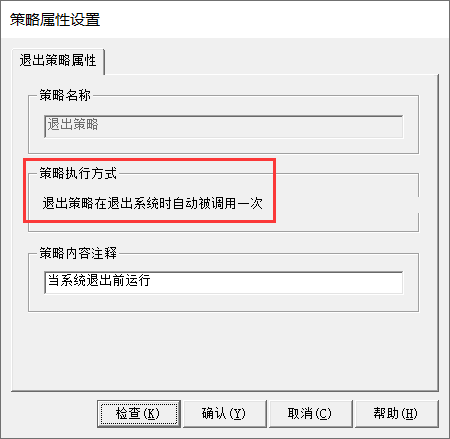 策略属性设置
退出策略属性
策略名称
退出策略
策略执行方式
退出策略在退出系统时自动被调用一次
策略内容注释
当系统退出前运行
检查(K) 确认(Y) 取消(C) 帮助(H)